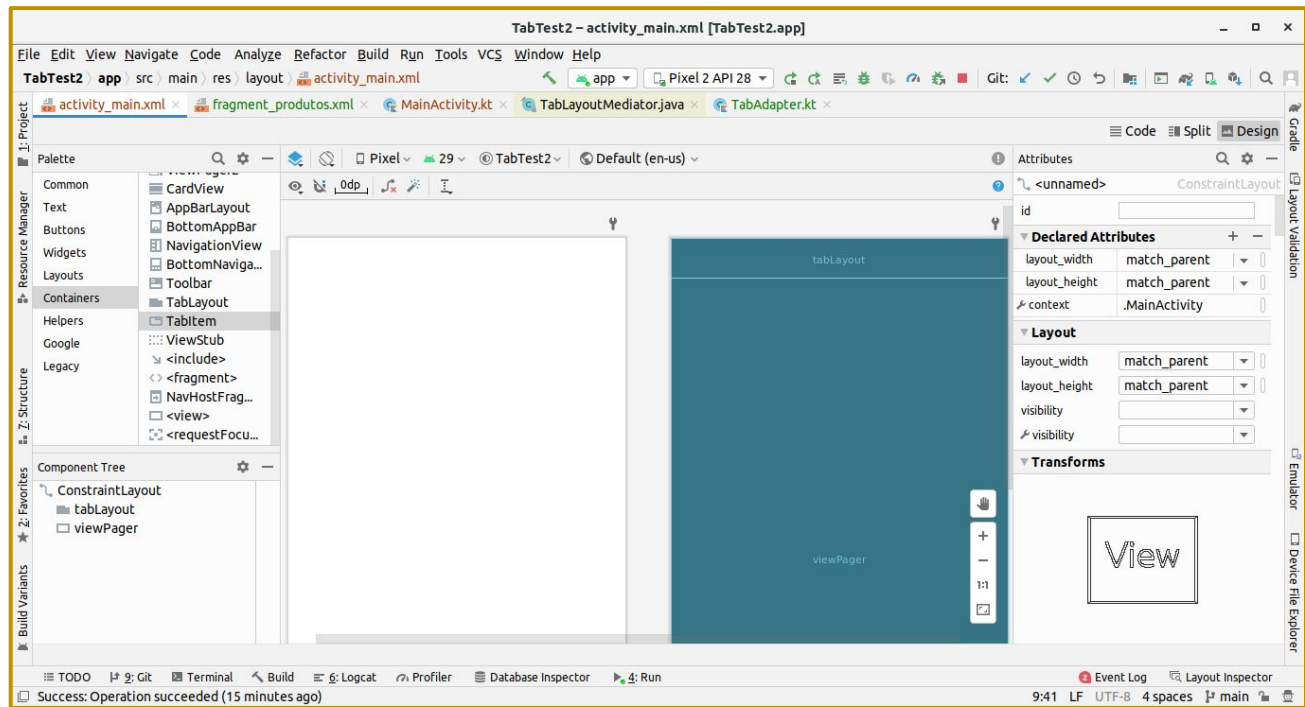 TabTest2 – activity_main.xml [TabTest2.app]
File Edit View Navigate Code Analyze Refactor Build Run Tools VCS Window Help
TabTest2 app src main res layout activity_main.xml app Pixel 2 API 28 Git:
activity_main.xml fragment_produtos.xml MainActivity.kt TabLayoutMediator.java TabAdapter.kt
Code Split Design
1: Project
Resource Manager
7: Structure
2: Favorites
Build Variants
Palette
Common
Text
Buttons
Widgets
Layouts
Containers
Helpers
Google
Legacy
ViewPager2
CardView
AppBarLayout
BottomAppBar
NavigationView
BottomNaviga...
Toolbar
TabLayout
TabItem
ViewStub
<include>
<fragment>
NavHostFrag...
<view>
<requestFocu...
Component Tree
ConstraintLayout
tabLayout
viewPager
Pixel 29 TabTest2 Default (en-us)
0dp
tabLayout
viewPager
1:1
Attributes
<unnamed> ConstraintLayout
id
Declared Attributes
layout_width match_parent
layout_height match_parent
context .MainActivity
Layout
layout_width match_parent
layout_height match_parent
visibility
visibility
Transforms
View
Gradle
Layout Validation
Emulator
Device File Explorer
TODO 9: Git Terminal Build 6: Logcat Profiler Database Inspector 4: Run 2 Event Log Layout Inspector
Success: Operation succeeded (15 minutes ago) 9:41 LF UTF-8 4 spaces main